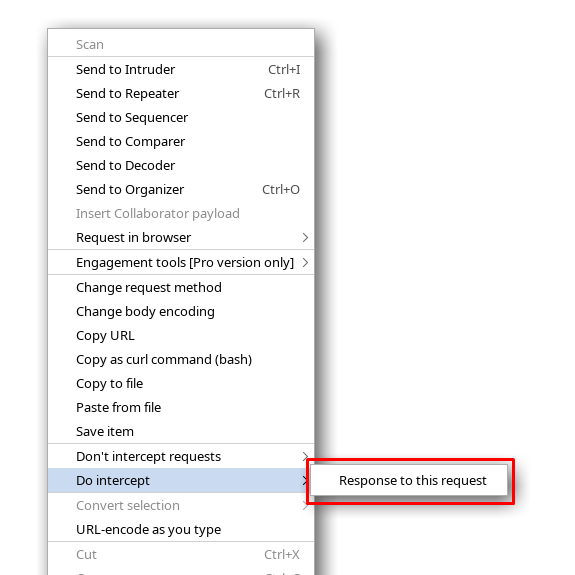 Scan
Send to Intruder Ctrl+I
Send to Repeater Ctrl+R
Send to Sequencer
Send to Comparer
Send to Decoder
Send to Organizer Ctrl+O
Insert Collaborator payload
Request in browser
Engagement tools [Pro version only]
Change request method
Change body encoding
Copy URL
Copy as curl command (bash)
Copy to file
Paste from file
Save item
Don't intercept requests
Do intercept
Response to this request
Convert selection
URL-encode as you type
Cut Ctrl+X